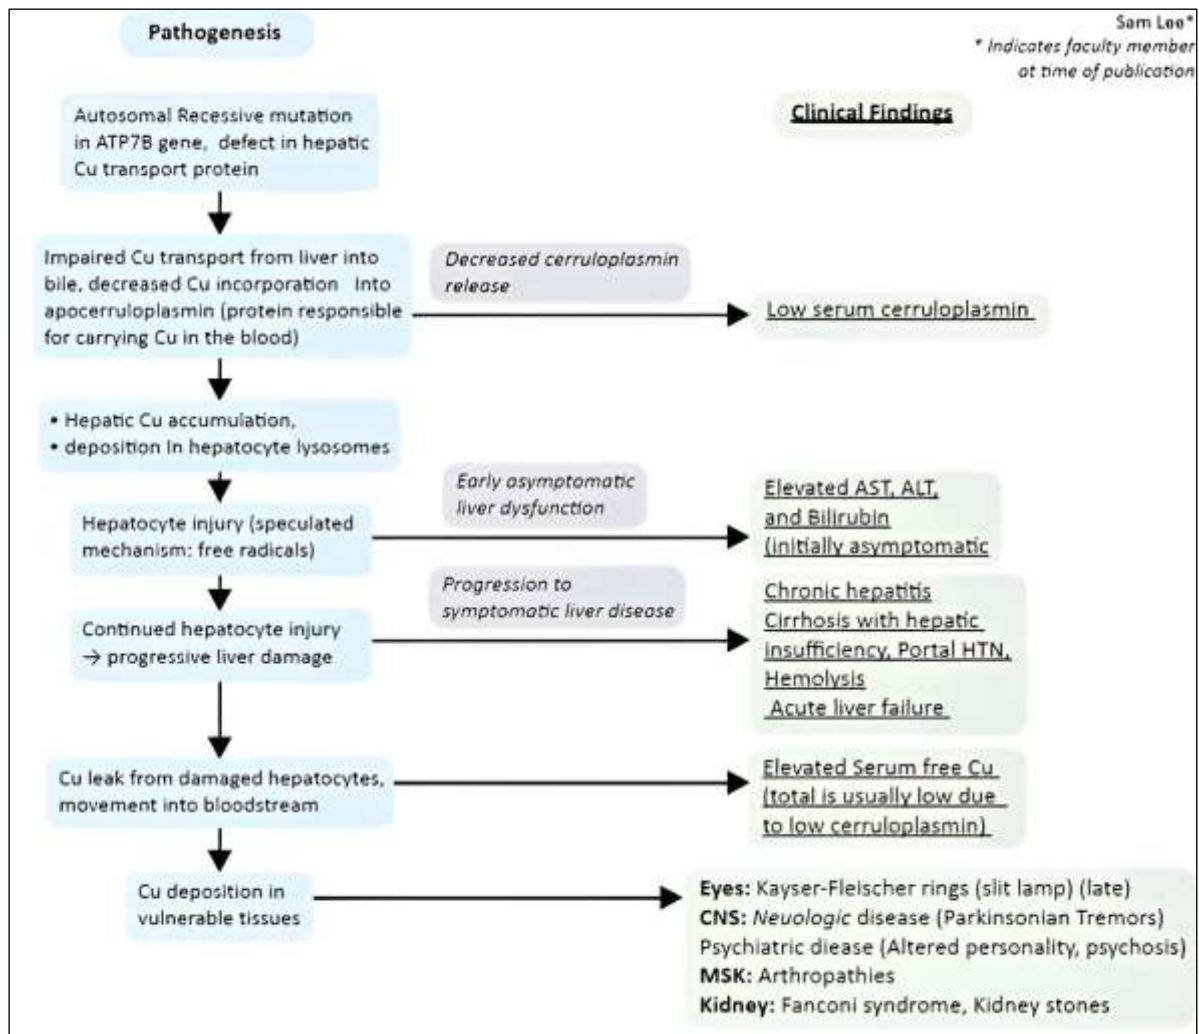 Pathogenesis
Sam Lee*
* Indicates faculty member
at time of publication
Autosomal Recessive mutation
in ATP7B gene, defect in hepatic
Cu transport protein
Clinical Findings
Impaired Cu transport from liver into
bile, decreased Cu incorporation Into
apocerruloplasmin (protein responsible
for carrying Cu in the blood)
Decreased cerruloplasmin
release
Low serum cerruloplasmin
• Hepatic Cu accumulation,
• deposition In hepatocyte lysosomes
Hepatocyte injury (speculated
mechanism: free radicals)
Early asymptomatic
liver dysfunction
Elevated AST, ALT,
and Bilirubin
(initially asymptomatic
Continued hepatocyte injury
→ progressive liver damage
Progression to
symptomatic liver disease
Chronic hepatitis
Cirrhosis with hepatic
insufficiency, Portal HTN,
Hemolysis
Acute liver failure
Cu leak from damaged hepatocytes,
movement into bloodstream
Elevated Serum free Cu
(total is usually low due
to low cerruloplasmin)
Cu deposition in
vulnerable tissues
Eyes: Kayser-Fleischer rings (slit lamp) (late)
CNS: Neuologic disease (Parkinsonian Tremors)
Psychiatric diease (Altered personality, psychosis)
MSK: Arthropathies
Kidney: Fanconi syndrome, Kidney stones